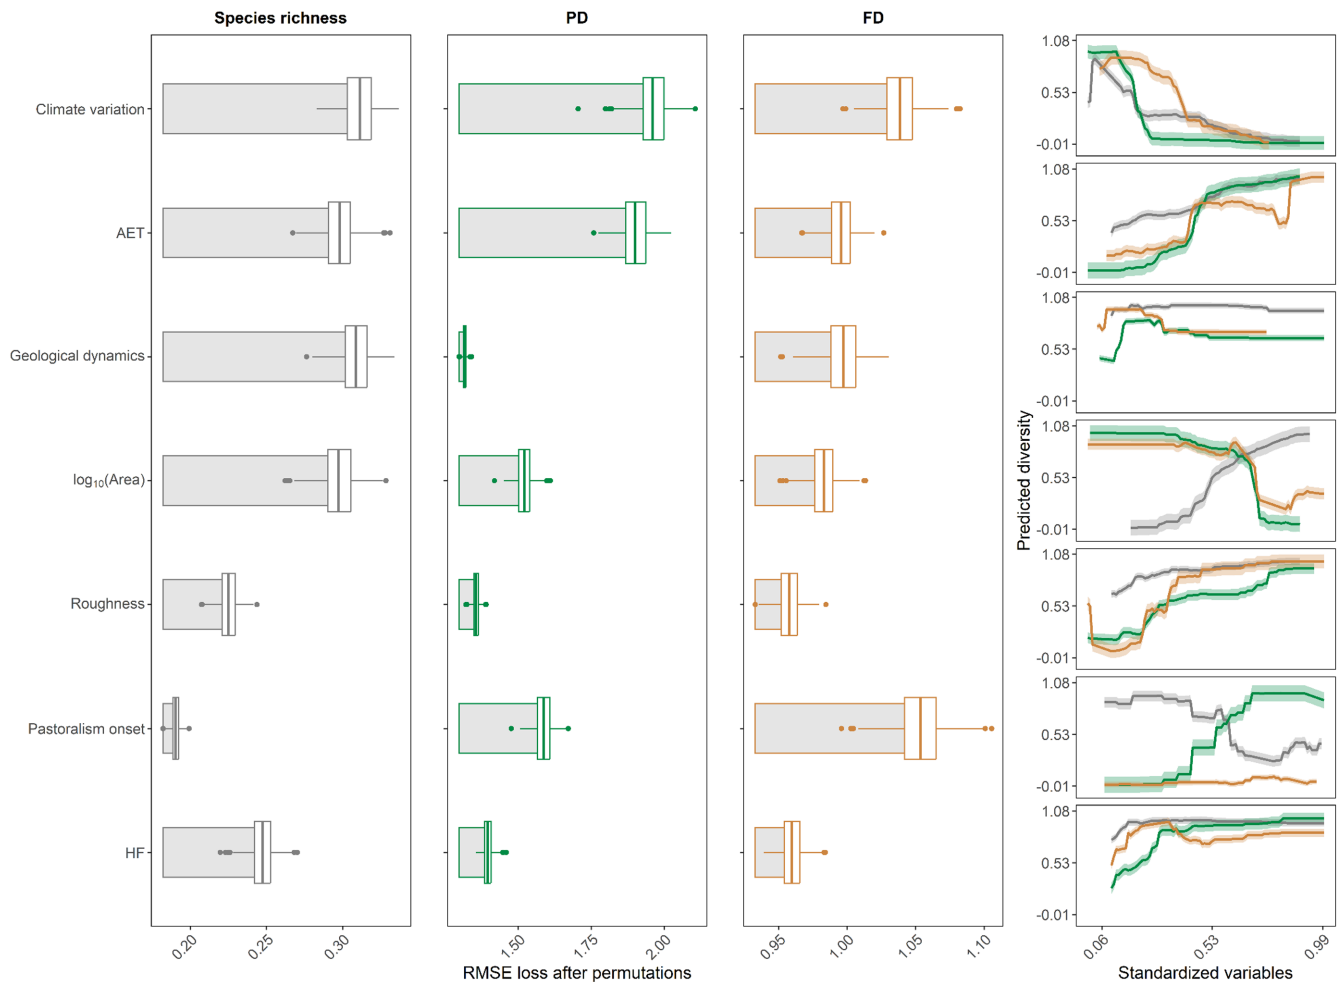 Species richness
PD
FD
Climate variation
AET
Geological dynamics
log₁₀(Area)
Roughness
Pastoralism onset
HF
0.20
0.25
0.30
1.50
1.75
2.00
0.95
1.00
1.05
1.10
RMSE loss after permutations
Predicted diversity
1.08
0.53
-0.01
1.08
0.53
-0.01
1.08
0.53
-0.01
1.08
0.53
-0.01
1.08
0.53
-0.01
1.08
0.53
-0.01
1.08
0.53
-0.01
0.06
0.53
0.99
Standardized variables